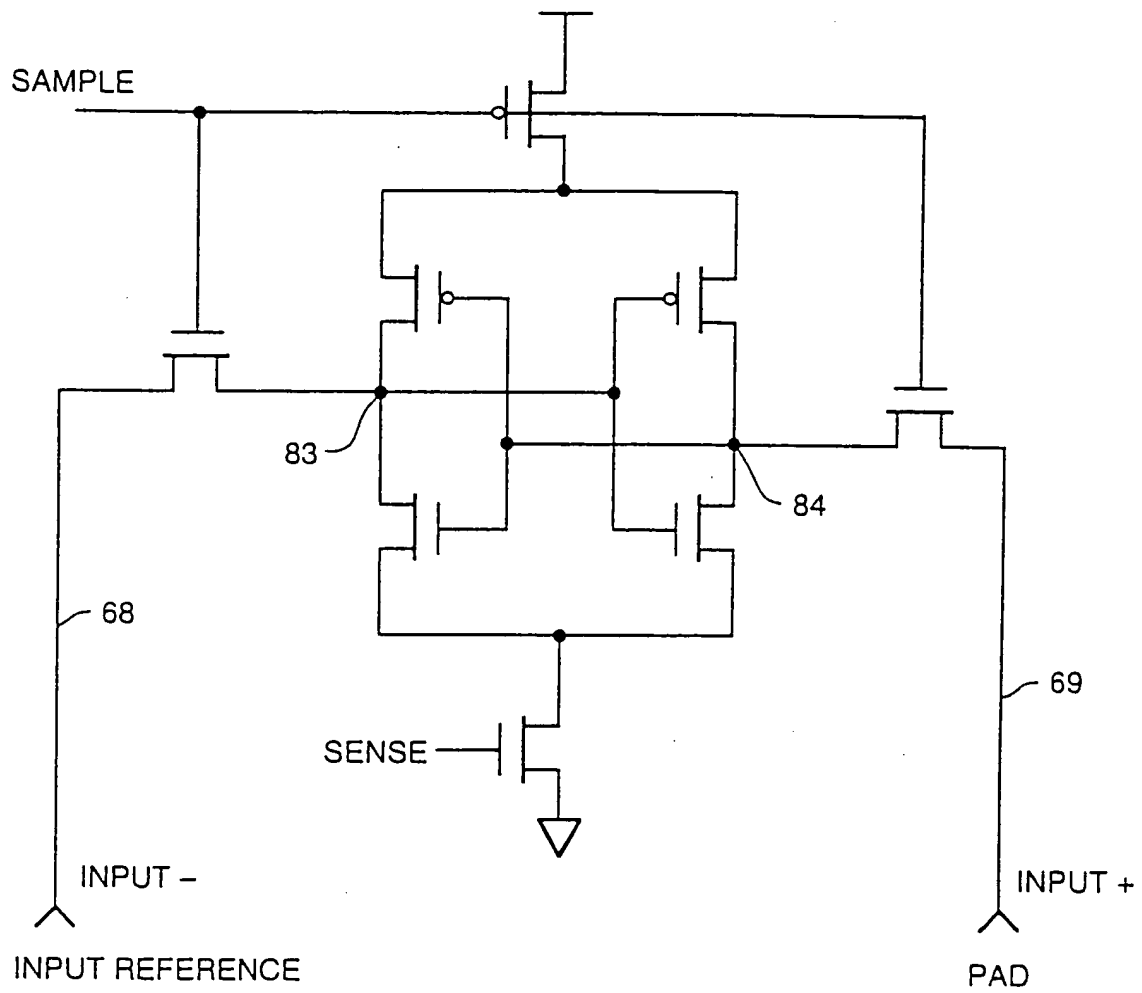 SAMPLE
83
84
68
69
SENSE
INPUT –
INPUT +
INPUT REFERENCE
PAD